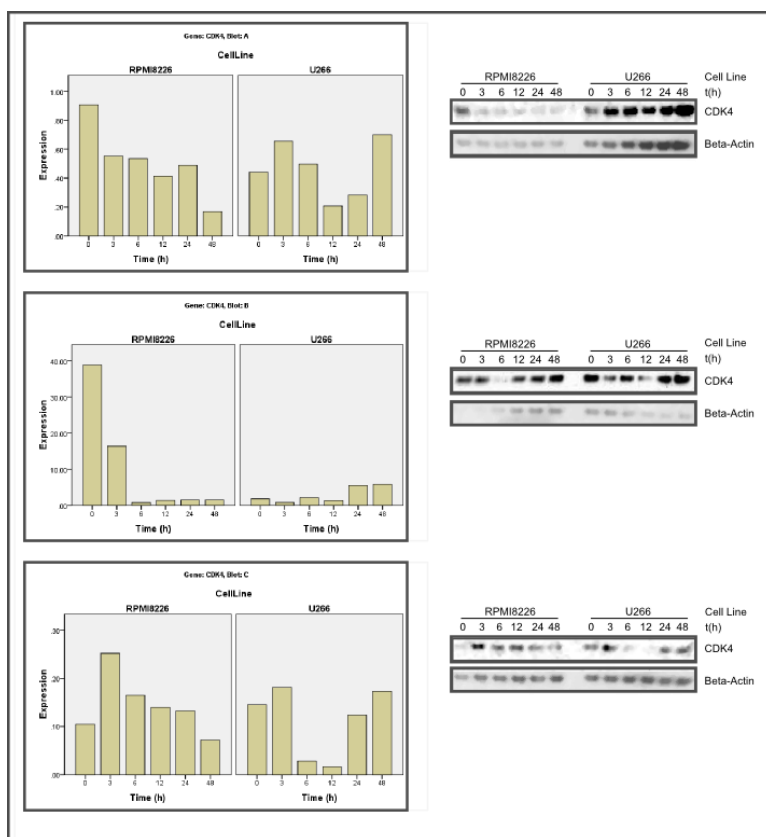 Gene: CDK4, Blot: A
CellLine
RPMI8226 U266
Expression
1.00
.80
.60
.40
.20
.00
0 3 6 12 24 48 0 3 6 12 24 48
Time (h) Time (h)
RPMI8226 U266 Cell Line
0 3 6 12 24 48 0 3 6 12 24 48 t(h)
CDK4
Beta-Actin
Gene: CDK4, Blot: B
CellLine
RPMI8226 U266
Expression
40.00
30.00
20.00
10.00
.00
0 3 6 12 24 48 0 3 6 12 24 48
Time (h) Time (h)
RPMI8226 U266 Cell Line
0 3 6 12 24 48 0 3 6 12 24 48 t(h)
CDK4
Beta-Actin
Gene: CDK4, Blot: C
CellLine
RPMI8226 U266
Expression
.30
.20
.10
.00
0 3 6 12 24 48 0 3 6 12 24 48
Time (h) Time (h)
RPMI8226 U266 Cell Line
0 3 6 12 24 48 0 3 6 12 24 48 t(h)
CDK4
Beta-Actin